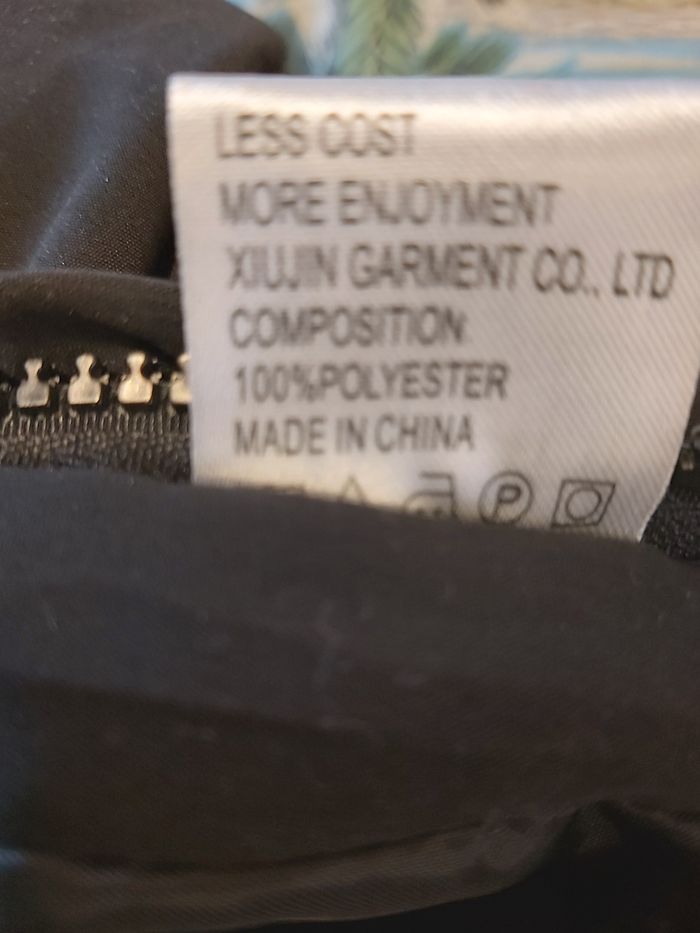 LESS COST
MORE ENJOYMENT
XIUJIN GARMENT CO., LTD
COMPOSITION:
100%POLYESTER
MADE IN CHINA
P